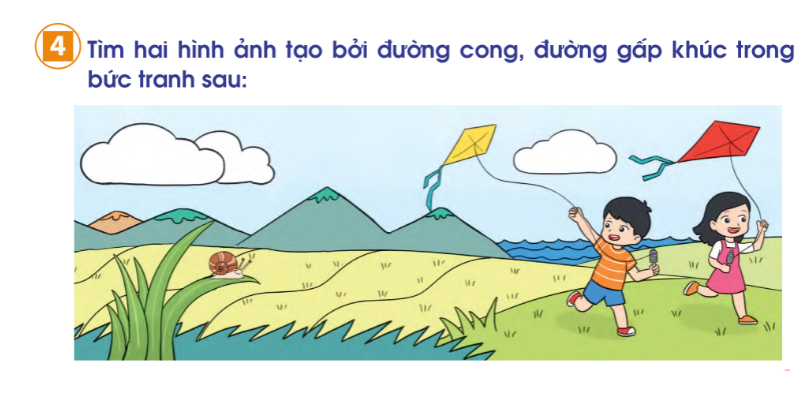 4 Tìm hai hình ảnh tạo bởi đường cong, đường gấp khúc trong
bức tranh sau: